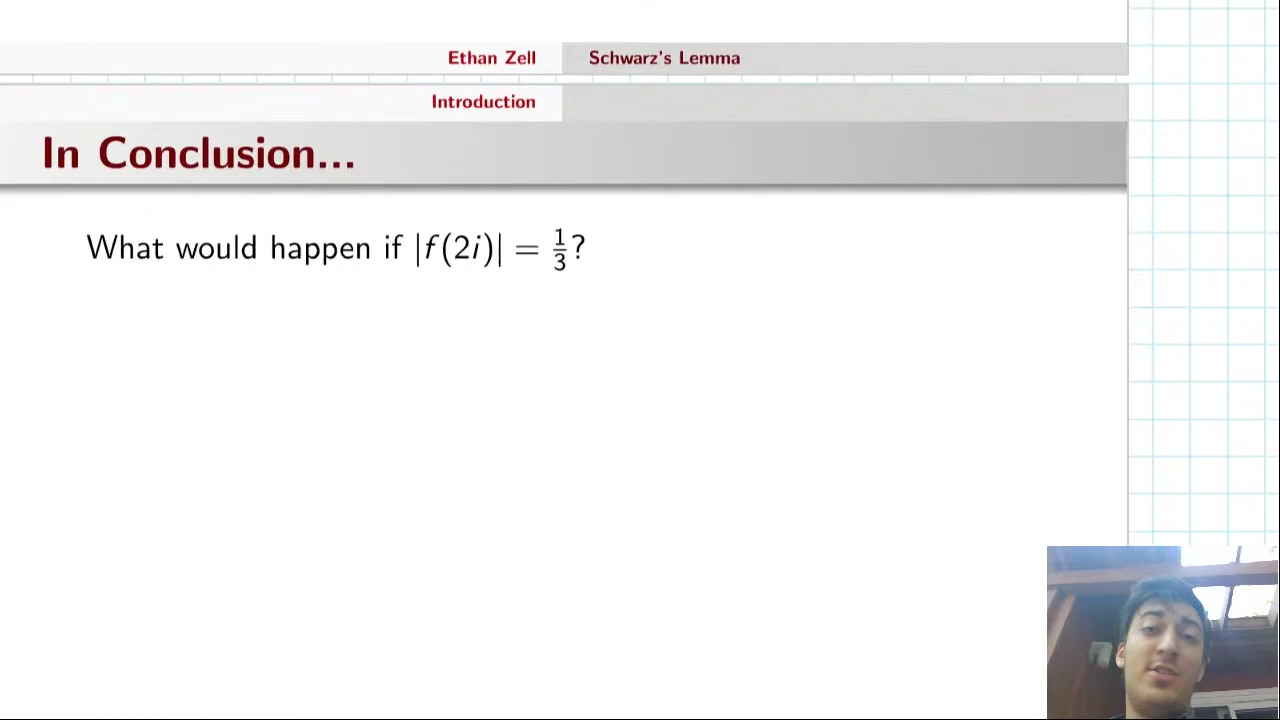 Ethan Zell Schwarz's Lemma
Introduction
In Conclusion...
What would happen if |f(2i)| = 1/3?